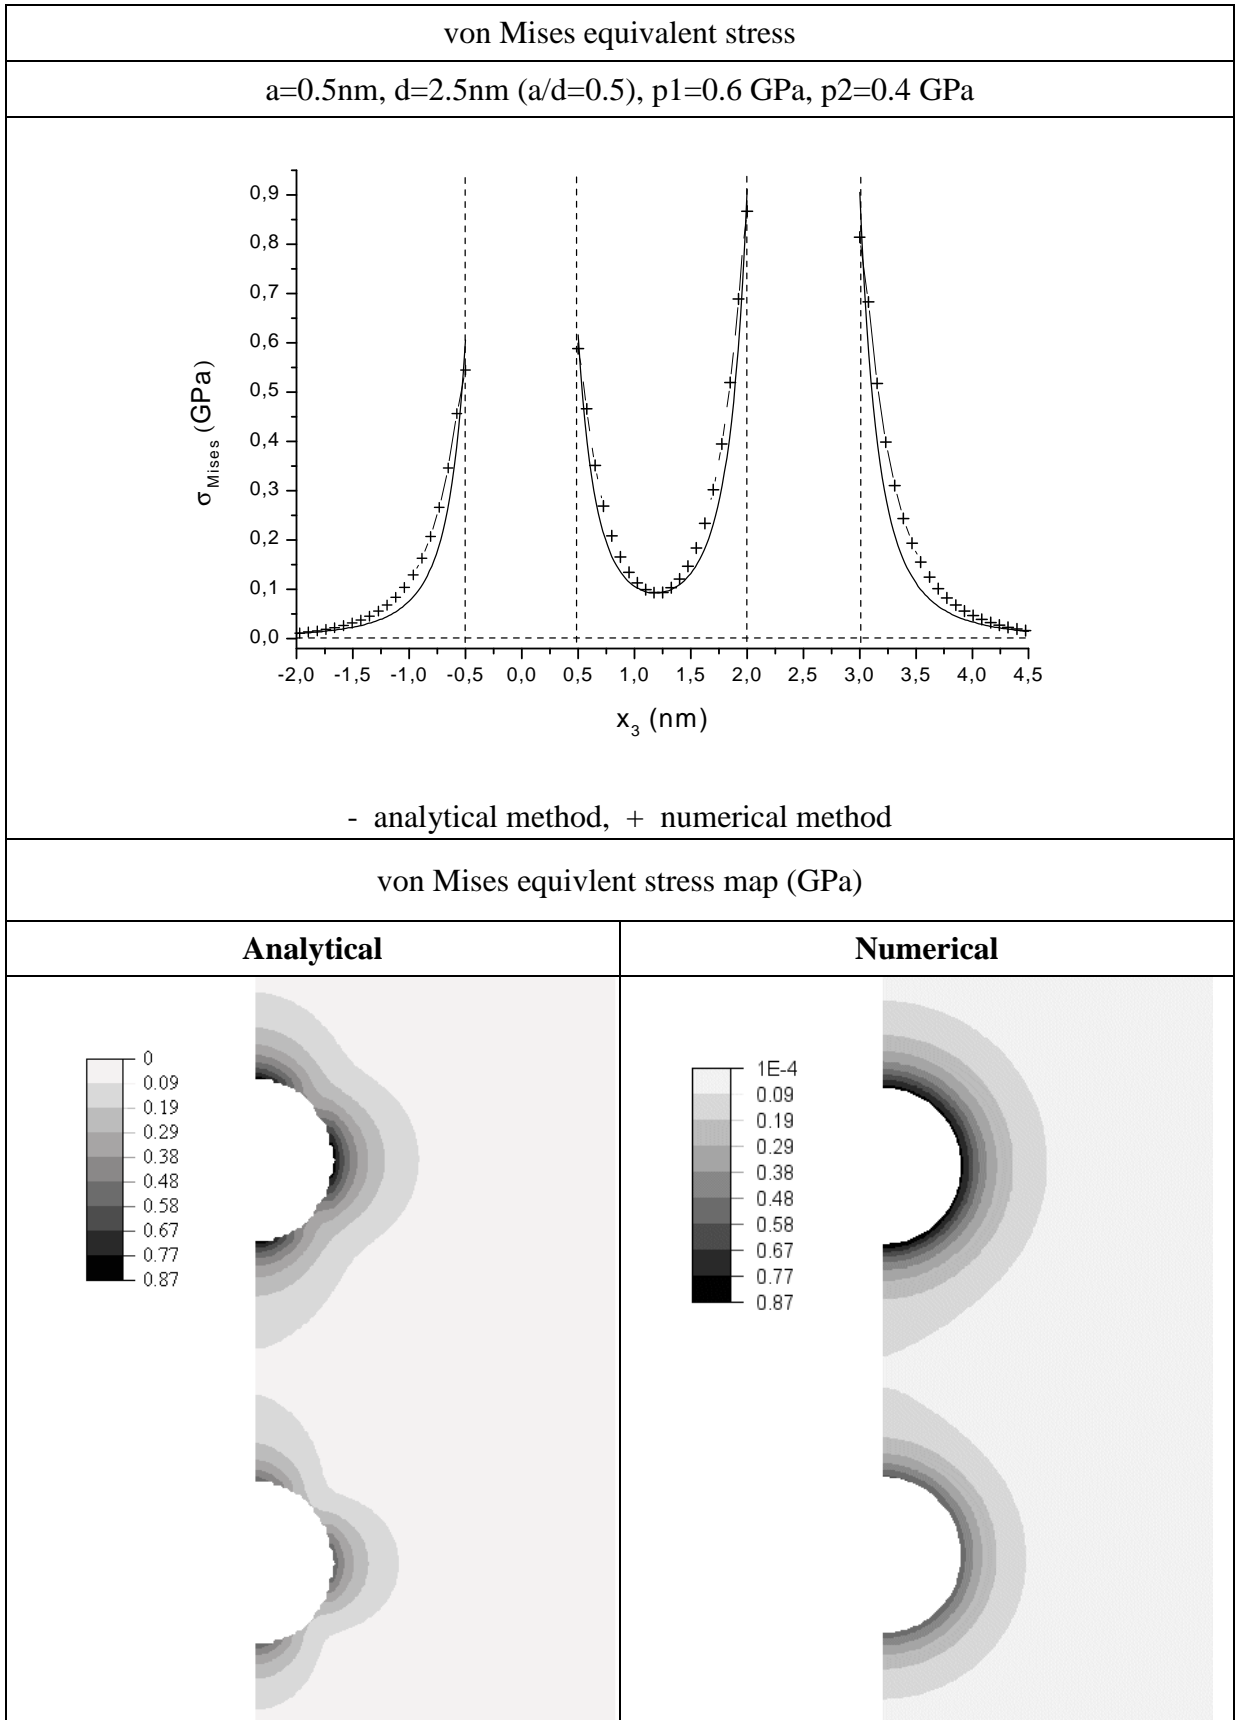 von Mises equivalent stress
a=0.5nm, d=2.5nm (a/d=0.5), p1=0.6 GPa, p2=0.4 GPa
0,9
0,8
0,7
0,6
0,5
0,4
0,3
0,2
0,1
0,0
σMises (GPa)
-2,0 -1,5 -1,0 -0,5 0,0 0,5 1,0 1,5 2,0 2,5 3,0 3,5 4,0 4,5
x3 (nm)
- analytical method, + numerical method
von Mises equivlent stress map (GPa)
Analytical
Numerical
0
0.09
0.19
0.29
0.38
0.48
0.58
0.67
0.77
0.87
1E-4
0.09
0.19
0.29
0.38
0.48
0.58
0.67
0.77
0.87